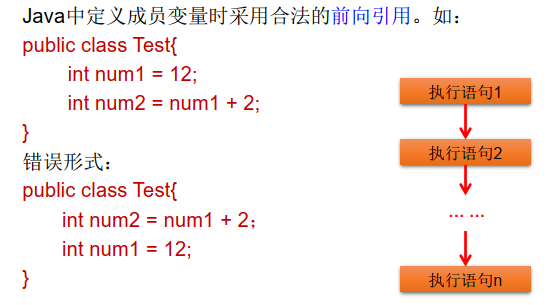 Java中定义成员变量时采用合法的前向引用。如：
public class Test{
int num1 = 12;
int num2 = num1 + 2;
}
错误形式：
public class Test{
int num2 = num1 + 2；
int num1 = 12;
}
执行语句1
执行语句2
... ...
执行语句n